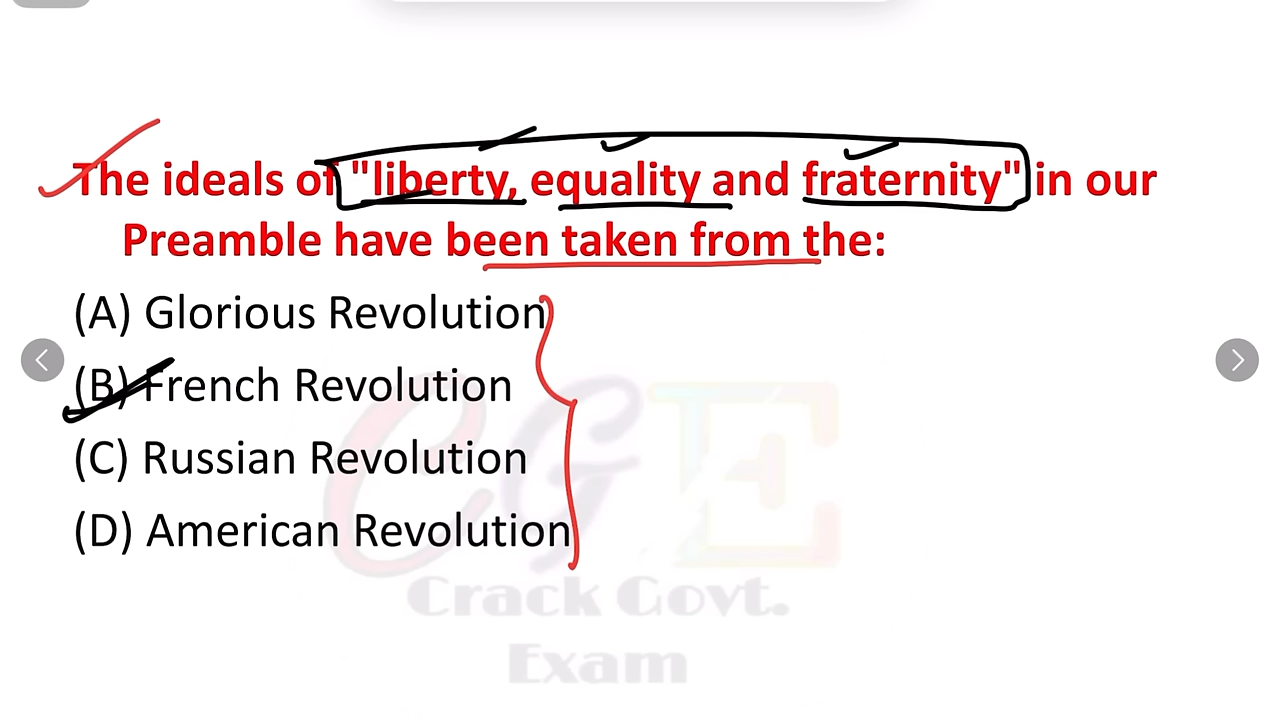 The ideals of "liberty, equality and fraternity" in our
Preamble have been taken from the:
(A) Glorious Revolution
(B) French Revolution
(C) Russian Revolution
(D) American Revolution
CGE
Crack Govt.
Exam